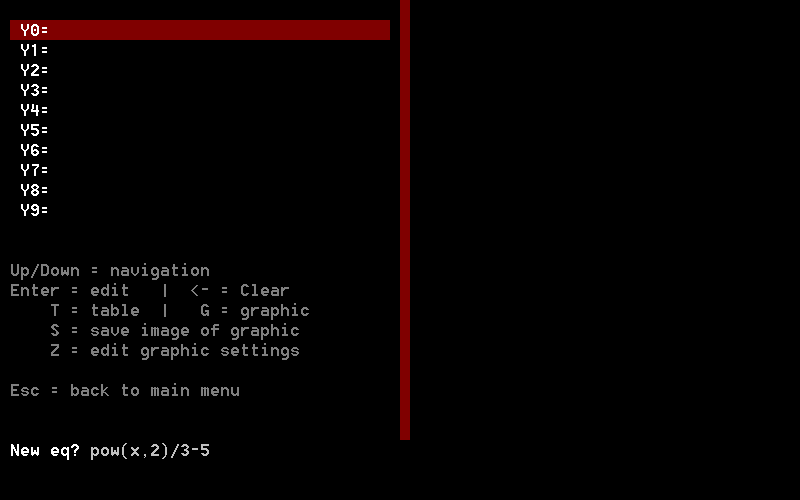 Y0=
Y1=
Y2=
Y3=
Y4=
Y5=
Y6=
Y7=
Y8=
Y9=
Up/Down = navigation
Enter = edit   |  <- = Clear
    T = table  |   G = graphic
    S = save image of graphic
    Z = edit graphic settings
Esc = back to main menu
New eq? pow(x,2)/3-5